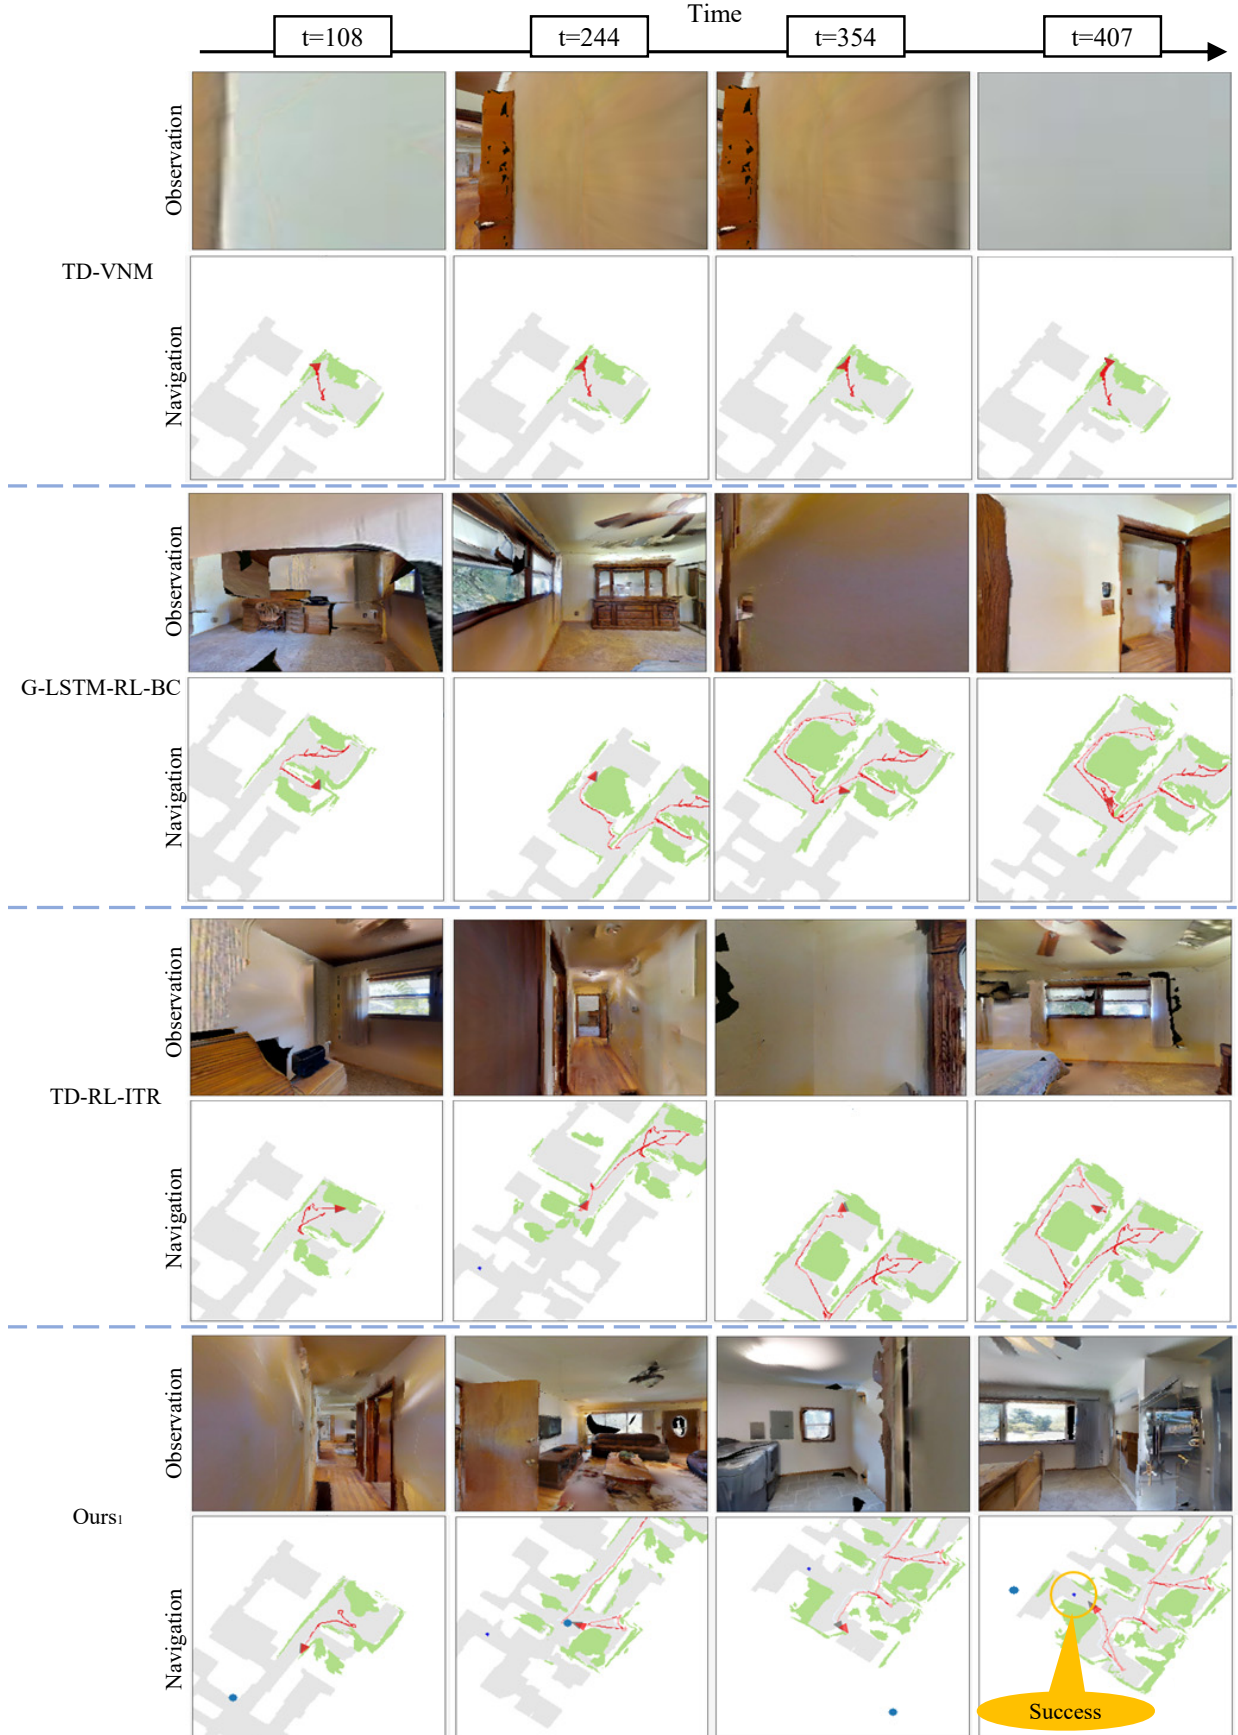 Time
t=108
t=244
t=354
t=407
Observation
TD-VNM
Navigation
Observation
G-LSTM-RL-BC
Navigation
Observation
TD-RL-ITR
Navigation
Observation
Ours₁
Navigation
Success